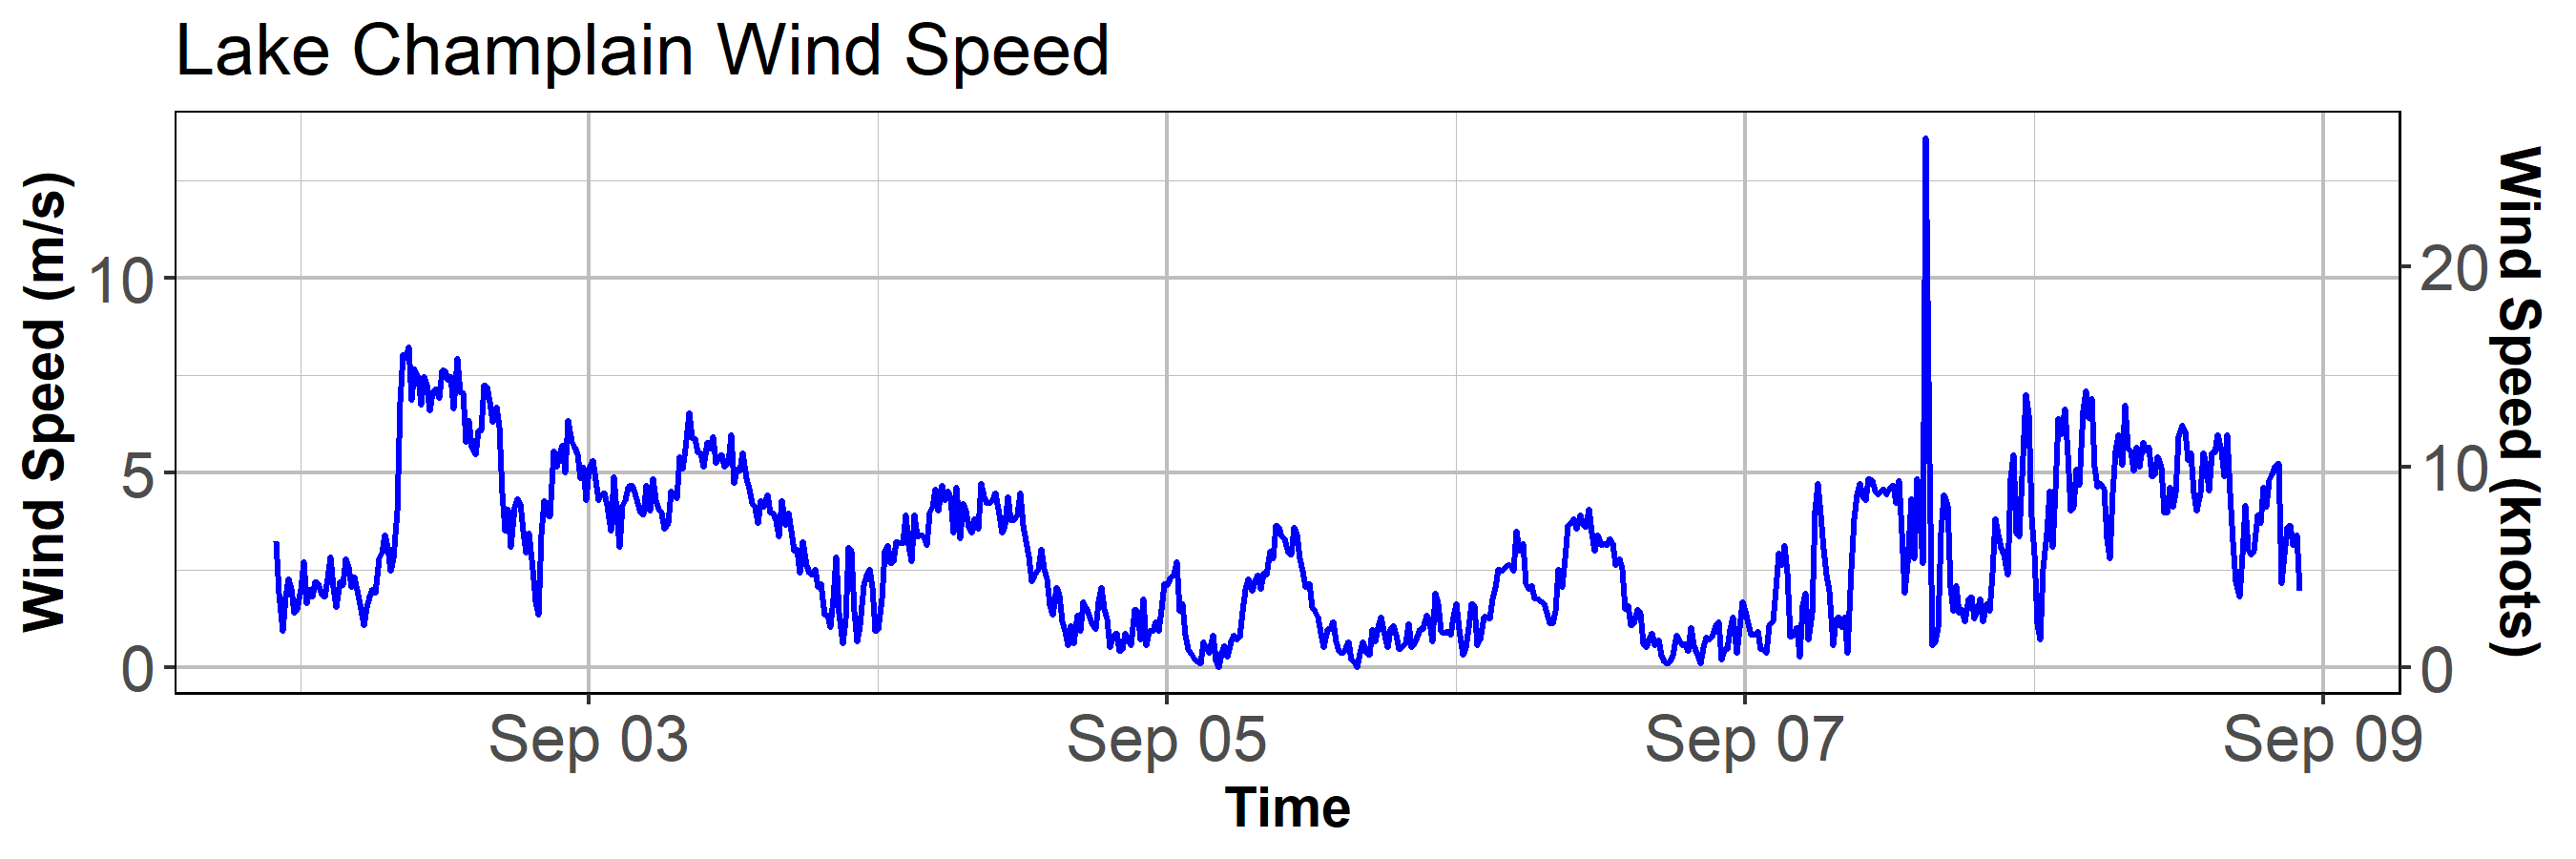 Lake Champlain Wind Speed
Wind Speed (m/s)
10
5
0
20
10
0
Wind Speed (knots)
Sep 03
Sep 05
Sep 07
Sep 09
Time